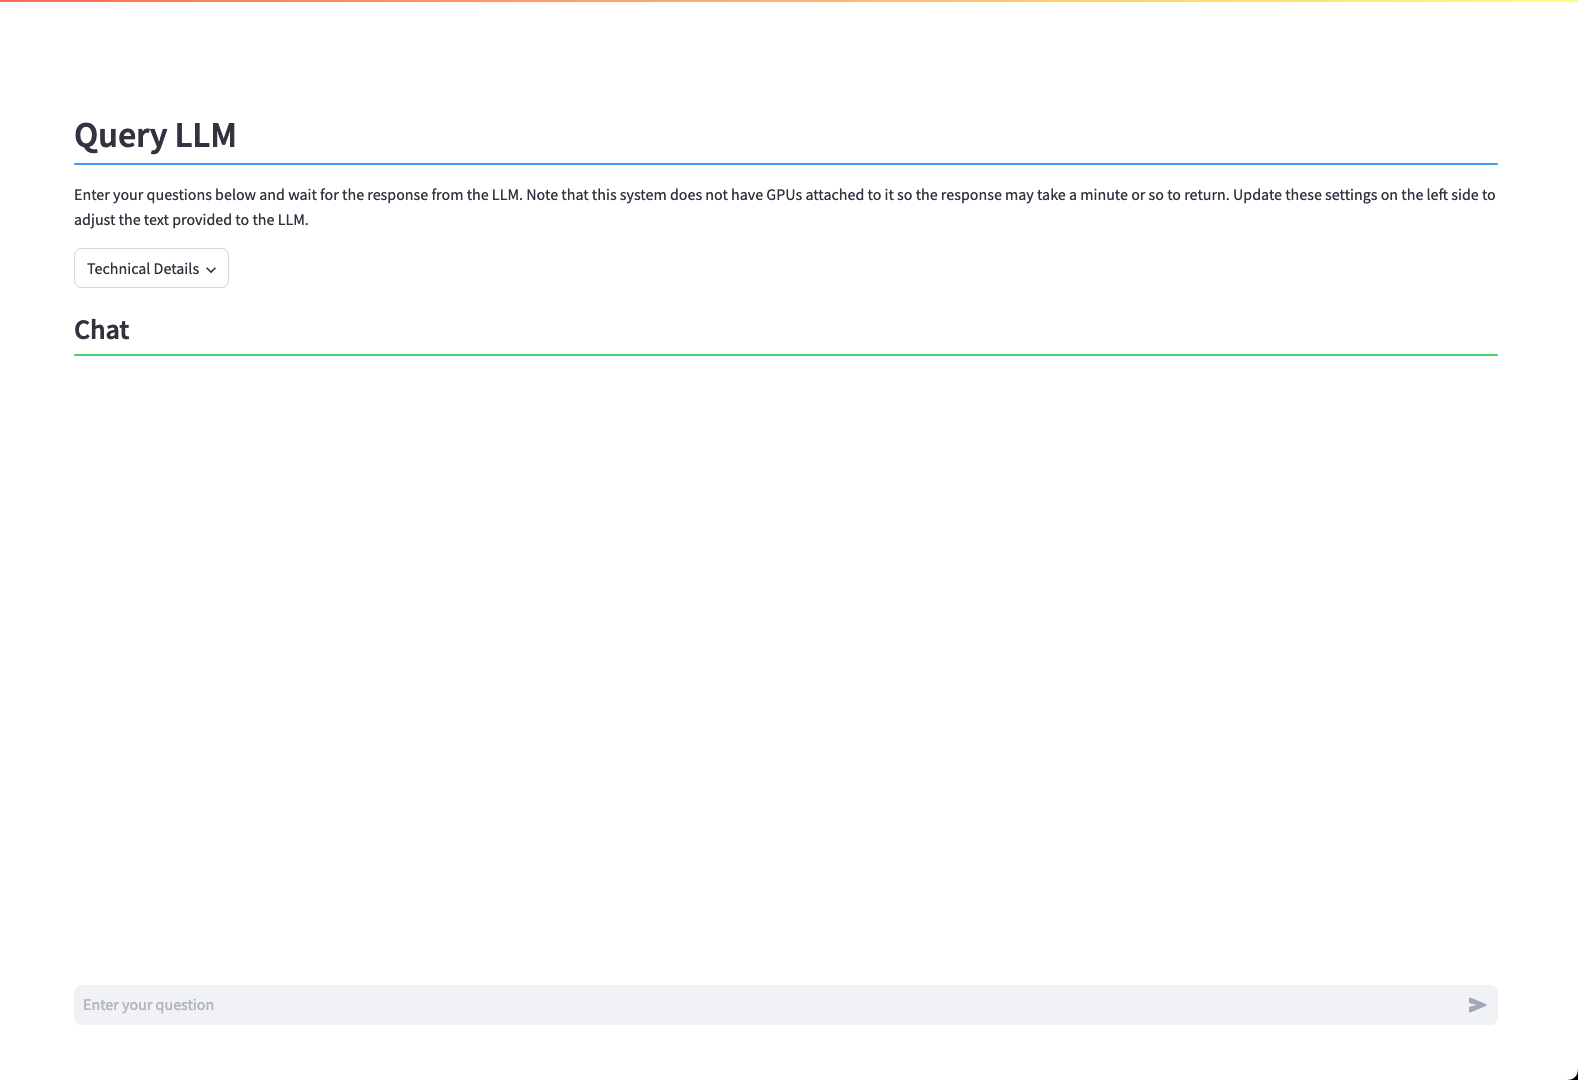 Query LLM
Enter your questions below and wait for the response from the LLM. Note that this system does not have GPUs attached to it so the response may take a minute or so to return. Update these settings on the left side to
adjust the text provided to the LLM.
Technical Details
Chat
Enter your question